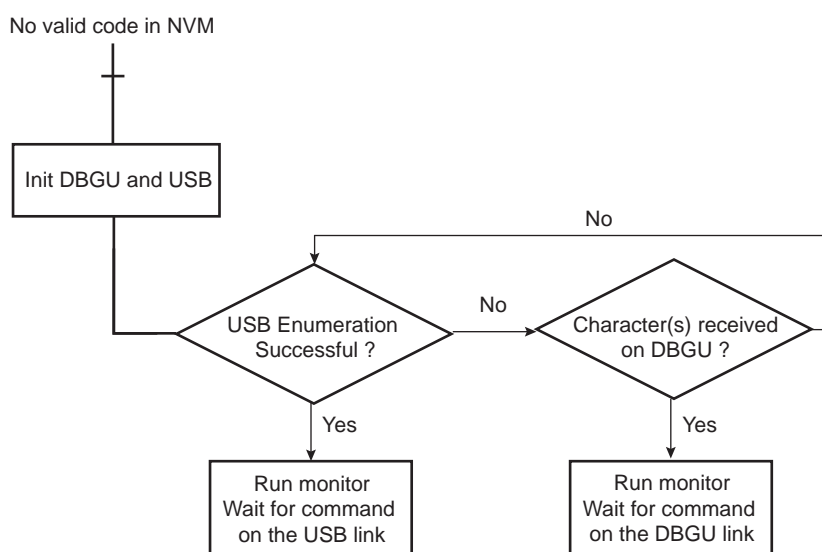 No valid code in NVM
Init DBGU and USB
No
USB Enumeration
Successful ?
No
Character(s) received
on DBGU ?
Yes
Yes
Run monitor
Wait for command
on the USB link
Run monitor
Wait for command
on the DBGU link